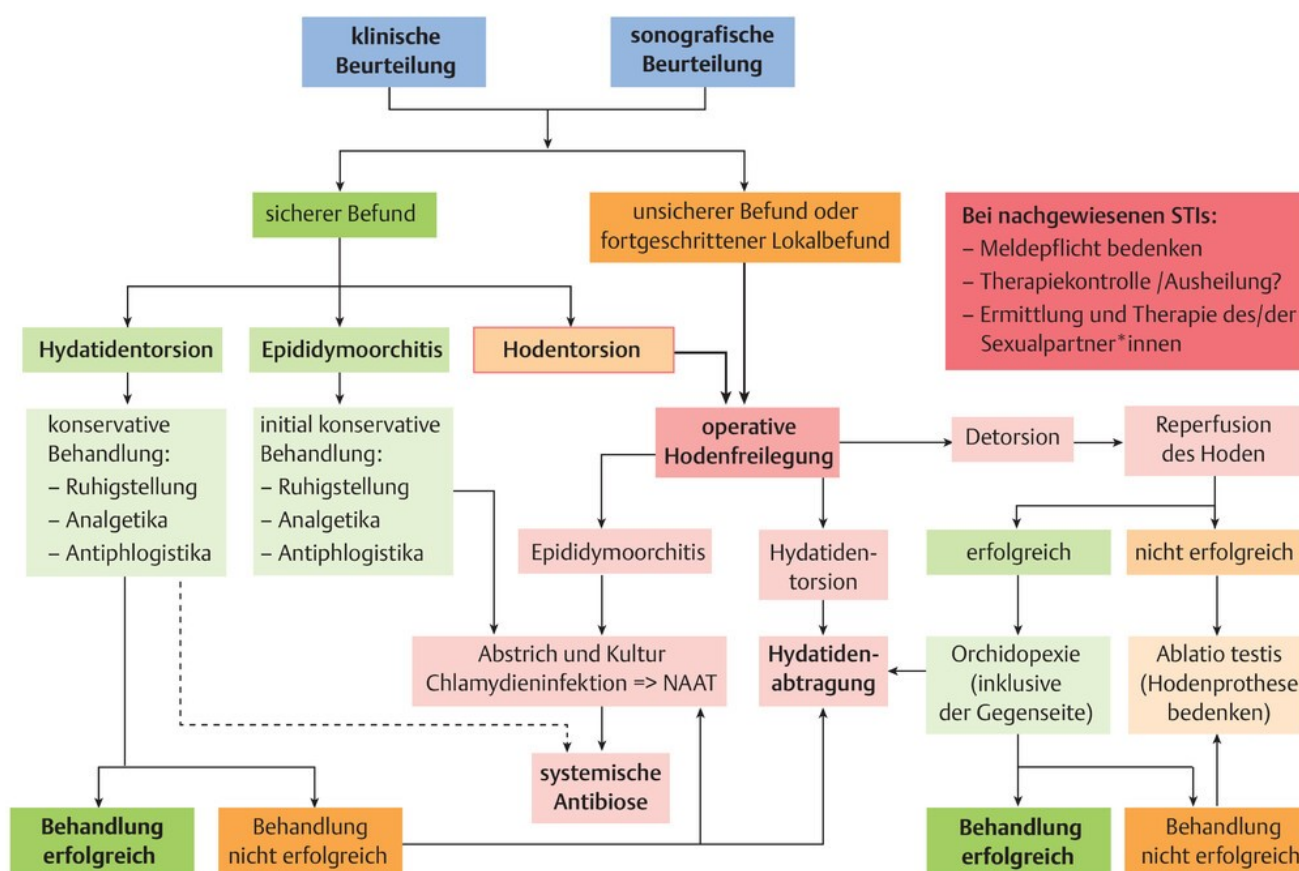 klinische
Beurteilung
sonografische
Beurteilung
sicherer Befund
unsicherer Befund oder
fortgeschrittener Lokalbefund
Bei nachgewiesenen STIs:
– Meldepflicht bedenken
– Therapiekontrolle /Ausheilung?
– Ermittlung und Therapie des/der
Sexualpartner*innen
Hydatidentorsion
Epididymoorchitis
Hodentorsion
konservative
Behandlung:
– Ruhigstellung
– Analgetika
– Antiphlogistika
initial konservative
Behandlung:
– Ruhigstellung
– Analgetika
– Antiphlogistika
operative
Hodenfreilegung
Detorsion
Reperfusion
des Hoden
Epididymoorchitis
Hydatiden-
torsion
erfolgreich
nicht erfolgreich
Abstrich und Kultur
Chlamydieninfektion => NAAT
Hydatiden-
abtragung
Orchidopexie
(inklusive
der Gegenseite)
Ablatio testis
(Hodenprothese
bedenken)
systemische
Antibiose
Behandlung
erfolgreich
Behandlung
nicht erfolgreich
Behandlung
erfolgreich
Behandlung
nicht erfolgreich